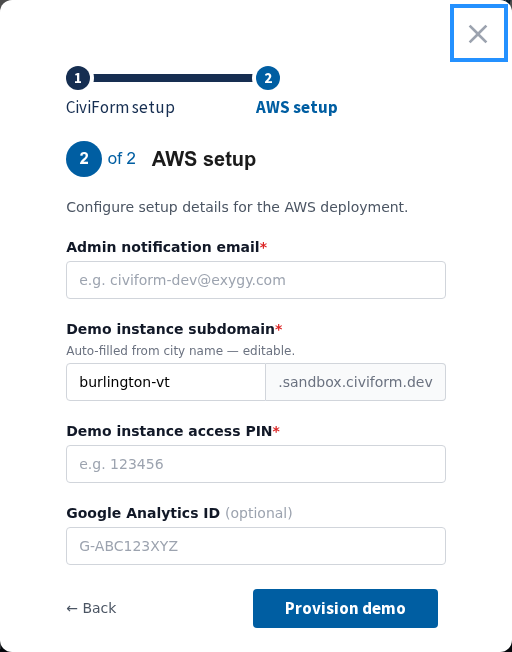 1 2
CiviForm setup AWS setup
2 of 2 AWS setup
Configure setup details for the AWS deployment.
Admin notification email*
e.g. civiform-dev@exygy.com
Demo instance subdomain*
Auto-filled from city name — editable.
burlington-vt .sandbox.civiform.dev
Demo instance access PIN*
e.g. 123456
Google Analytics ID (optional)
G-ABC123XYZ
← Back Provision demo